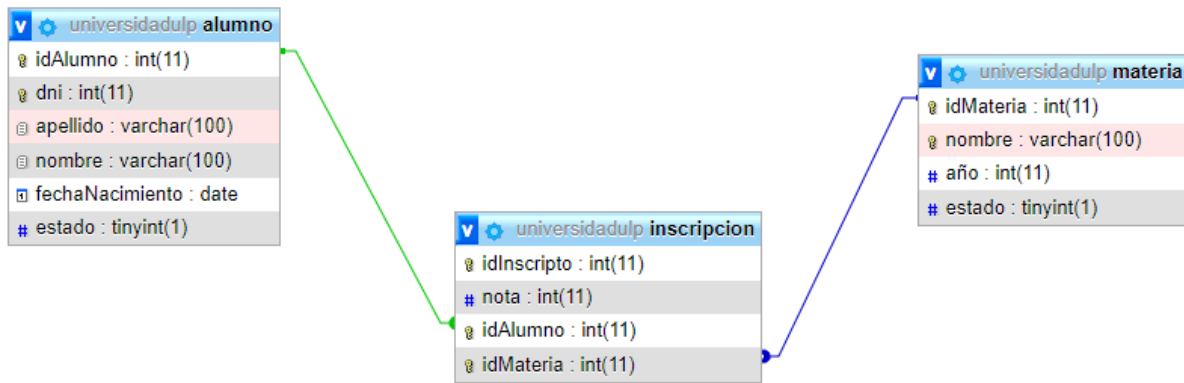 universidadulp alumno
idAlumno : int(11)
dni : int(11)
apellido : varchar(100)
nombre : varchar(100)
fechaNacimiento : date
estado : tinyint(1)
universidadulp inscripcion
idInscripto : int(11)
nota : int(11)
idAlumno : int(11)
idMateria : int(11)
universidadulp materia
idMateria : int(11)
nombre : varchar(100)
año : int(11)
estado : tinyint(1)